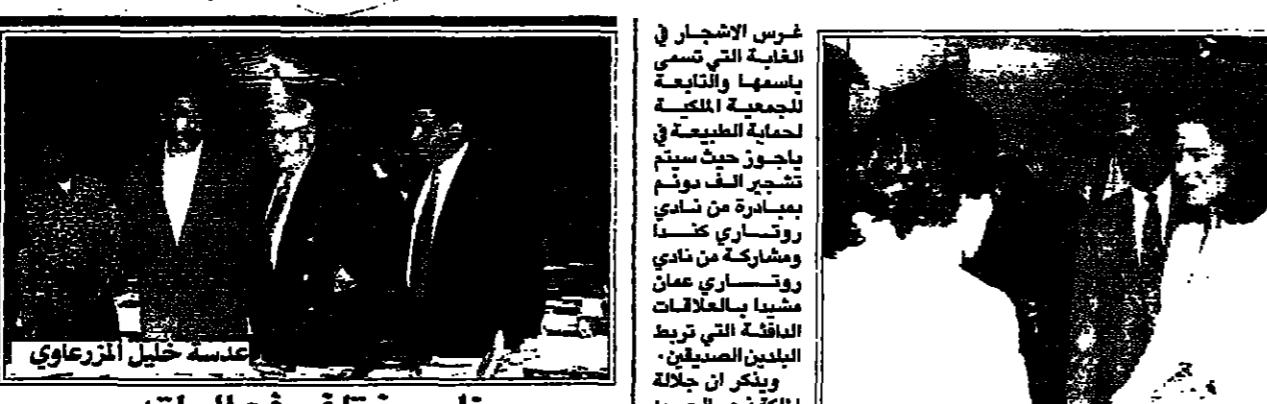 غرس الاشجار في
الغابة التي تسمى
باسمها والتابعة
للجمعية الملكية
لحماية الطبيعة في
ياجوز حيث سيتم
تشجير الف دونم
بمبادرة من نادي
روتاري كندا
ومشاركة من نادي
روتاري عمان
مشيدا بالعلاقات
الدافئة التي تربط
البلدين الصديقين.
ويذكر ان جلالة
عدسة خليل المزرعاوي